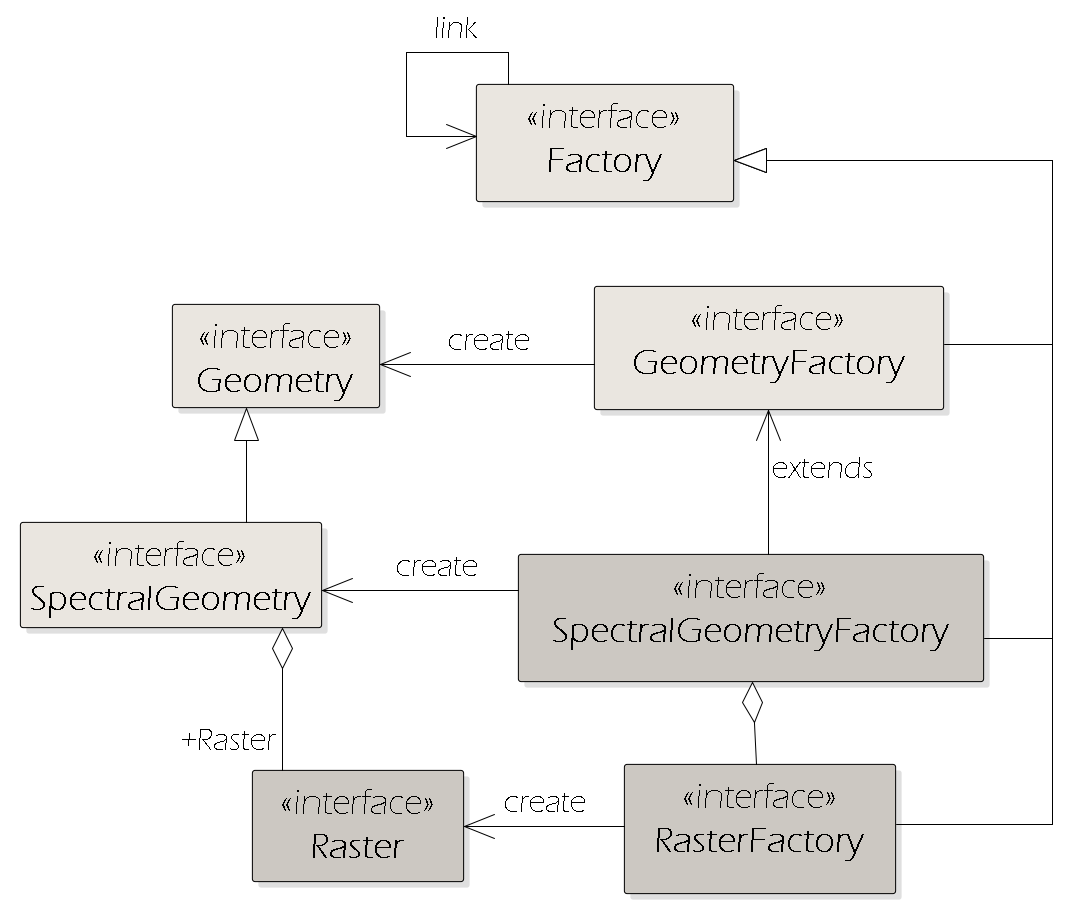 link
«interface»
Factory
«interface»
Geometry
create
«interface»
GeometryFactory
extends
«interface»
SpectralGeometry
create
«interface»
SpectralGeometryFactory
+Raster
«interface»
Raster
create
«interface»
RasterFactory